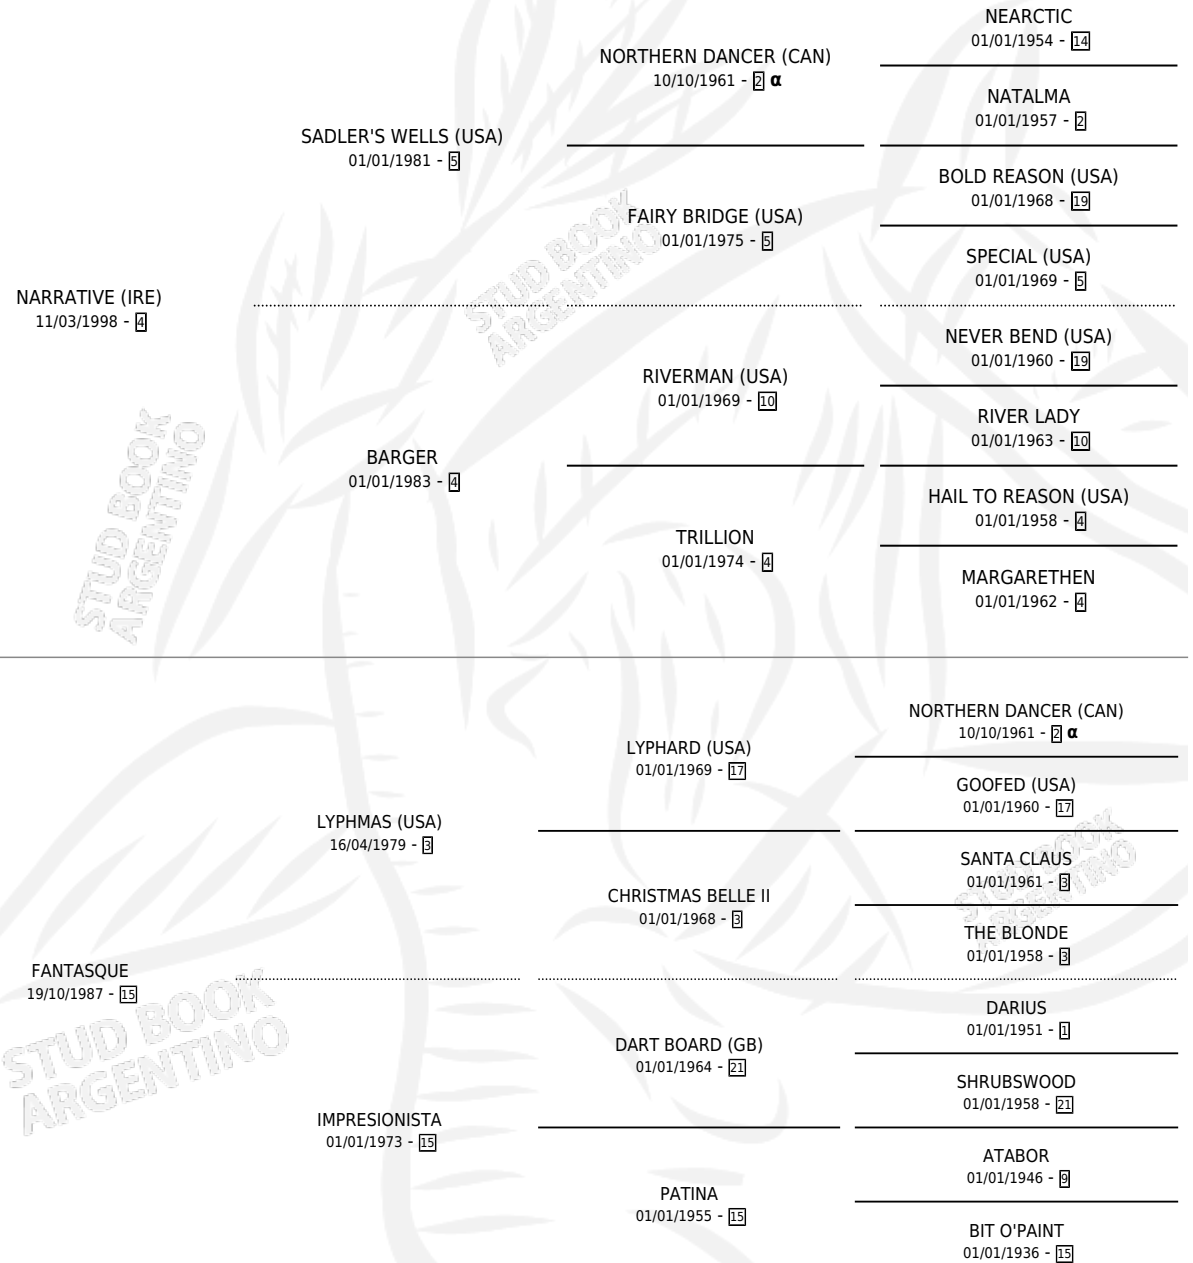 NEARCTIC
01/01/1954 - 14
NORTHERN DANCER (CAN)
10/10/1961 - 2 α
NATALMA
01/01/1957 - 2
SADLER'S WELLS (USA)
01/01/1981 - 5
BOLD REASON (USA)
01/01/1968 - 19
FAIRY BRIDGE (USA)
01/01/1975 - 5
SPECIAL (USA)
01/01/1969 - 5
STUD BOOK
ARGENTINO
NARRATIVE (IRE)
11/03/1998 - 4
NEVER BEND (USA)
01/01/1960 - 19
RIVERMAN (USA)
01/01/1969 - 10
RIVER LADY
01/01/1963 - 10
BARGER
01/01/1983 - 4
HAIL TO REASON (USA)
01/01/1958 - 4
TRILLION
01/01/1974 - 4
MARGARETHEN
01/01/1962 - 4
STUD BOOK
ARGENTINO
NORTHERN DANCER (CAN)
10/10/1961 - 2 α
LYPHARD (USA)
01/01/1969 - 17
GOOFED (USA)
01/01/1960 - 17
LYPHMAS (USA)
16/04/1979 - 3
SANTA CLAUS
01/01/1961 - 3
CHRISTMAS BELLE II
01/01/1968 - 3
THE BLONDE
01/01/1958 - 3
STUD BOOK
ARGENTINO
FANTASQUE
19/10/1987 - 15
DARIUS
01/01/1951 - 1
DART BOARD (GB)
01/01/1964 - 21
SHRUBSWOOD
01/01/1958 - 21
STUD BOOK
ARGENTINO
IMPRESIONISTA
01/01/1973 - 15
ATABOR
01/01/1946 - 9
PATINA
01/01/1955 - 15
BIT O'PAINT
01/01/1936 - 15